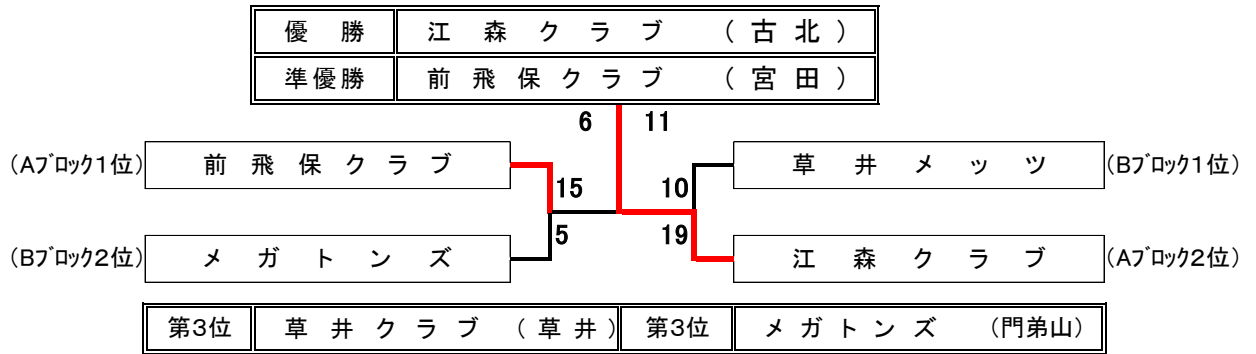 優勝 江森クラブ (古北)
準優勝 前飛保クラブ (宮田)
6 11
(Aブロック1位) 前飛保クラブ 草井メッツ (Bブロック1位)
15 10
5 19
(Bブロック2位) メガトンズ 江森クラブ (Aブロック2位)
第3位 草井クラブ (草井) 第3位 メガトンズ (門弟山)